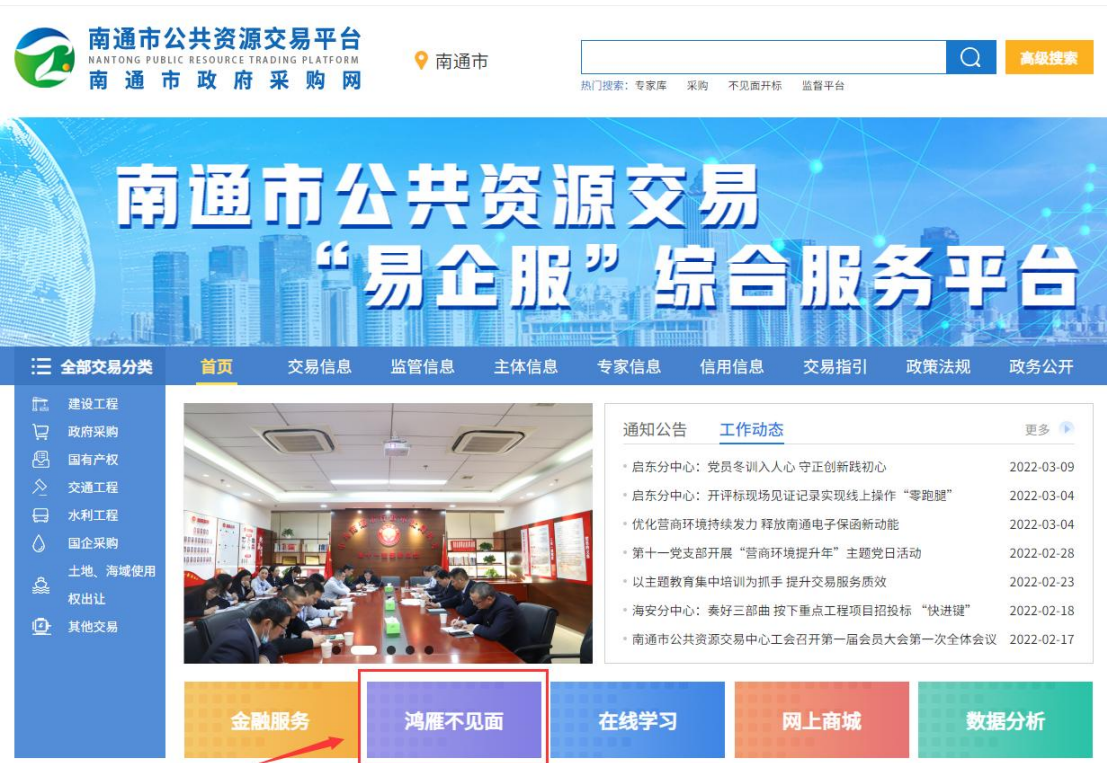 南通市公共资源交易平台
NANTONG PUBLIC RESOURCE TRADING PLATFORM
南通市政府采购网
南通市
高级搜索
热门搜索：专家库 采购 不见面开标 监督平台
南通市公共资源交易
“易企服”综合服务平台
全部交易分类 首页 交易信息 监管信息 主体信息 专家信息 信用信息 交易指引 政策法规 政务公开
建设工程
政府采购
国有产权
交通工程
水利工程
国企采购
土地、海域使用
权出让
其他交易
通知公告 工作动态 更多
启东分中心：党员冬训入人心 守正创新践初心 2022-03-09
启东分中心：开评标现场见证记录实现线上操作“零跑腿” 2022-03-04
优化营商环境持续发力 释放南通电子保函新动能 2022-03-04
第十一党支部开展“营商环境提升年”主题党日活动 2022-02-28
以主题教育集中培训为抓手 提升交易服务质效 2022-02-23
海安分中心：奏好三部曲 按下重点工程项目招投标 “快进键” 2022-02-18
南通市公共资源交易中心工会召开第一届会员大会第一次全体会议 2022-02-17
金融服务 鸿雁不见面 在线学习 网上商城 数据分析